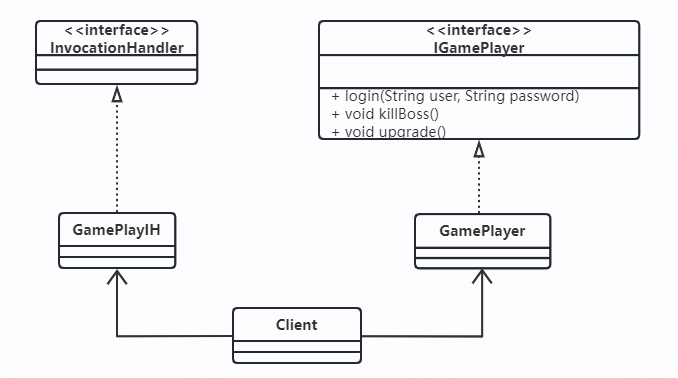 <<interface>>
InvocationHandler
<<interface>>
IGamePlayer
+ login(String user, String password)
+ void killBoss()
+ void upgrade()
GamePlayIH
GamePlayer
Client